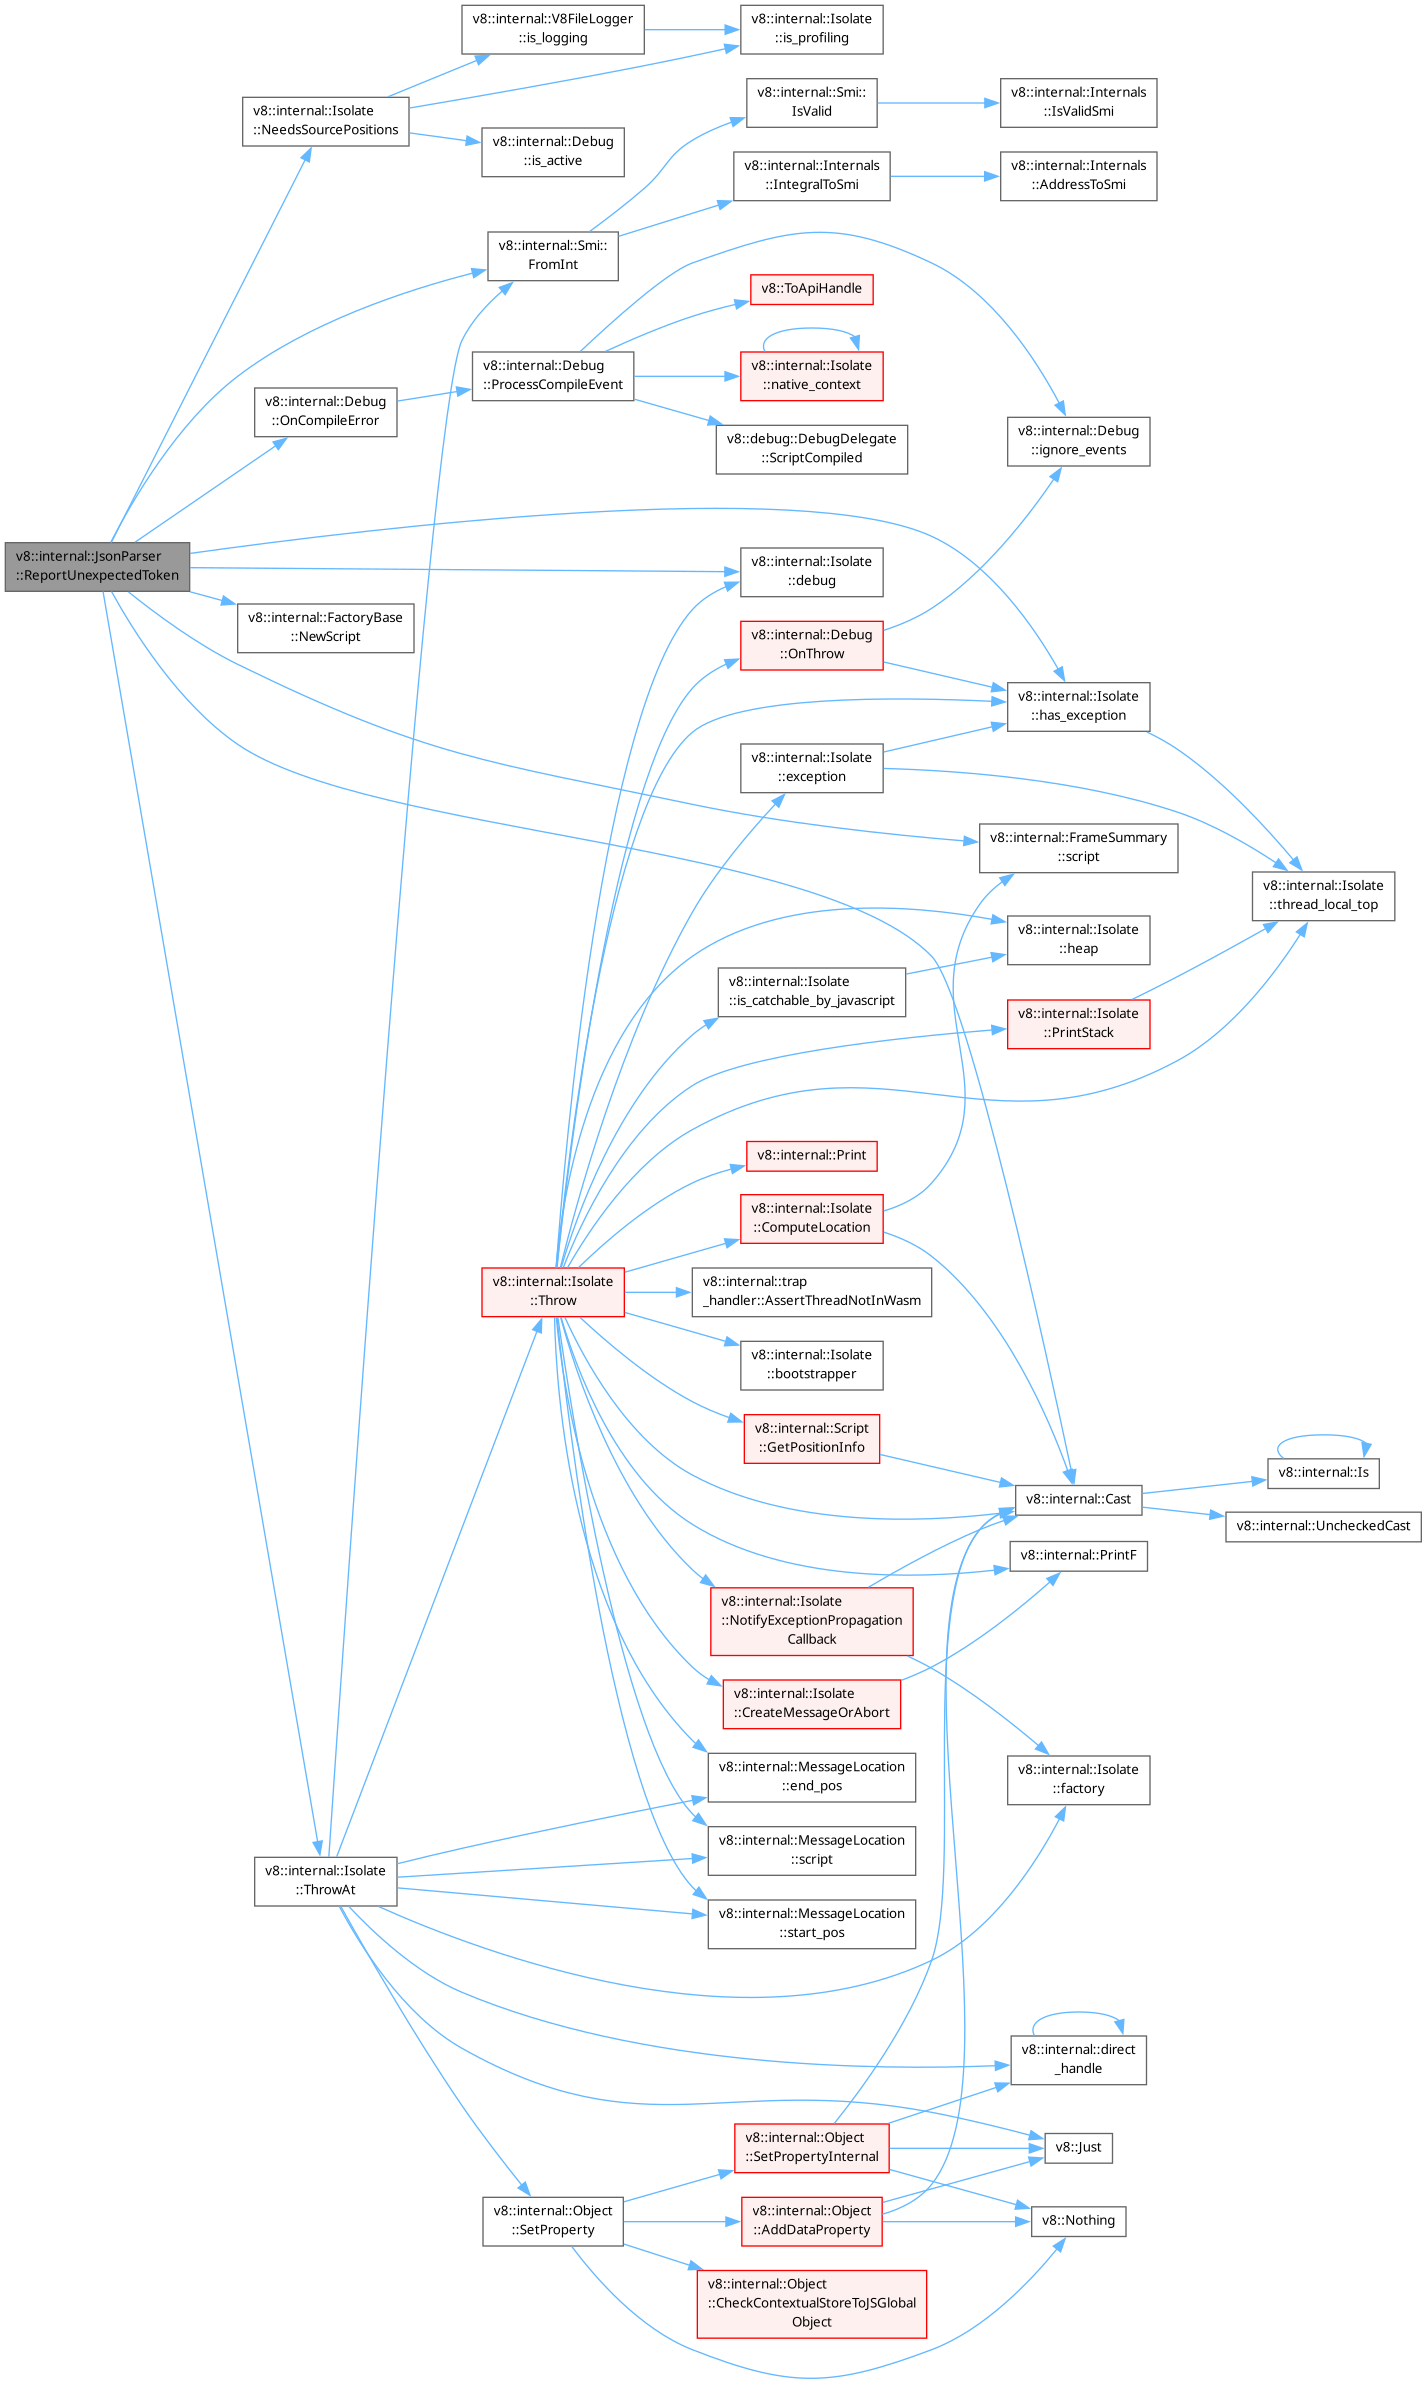 v8::internal::V8FileLogger
::is_logging
v8::internal::Isolate
::is_profiling
v8::internal::Isolate
::NeedsSourcePositions
v8::internal::Smi::
IsValid
v8::internal::Internals
::IsValidSmi
v8::internal::Debug
::is_active
v8::internal::Internals
::IntegralToSmi
v8::internal::Internals
::AddressToSmi
v8::internal::Smi::
FromInt
v8::ToApiHandle
v8::internal::Debug
::ProcessCompileEvent
v8::internal::Isolate
::native_context
v8::internal::Debug
::OnCompileError
v8::debug::DebugDelegate
::ScriptCompiled
v8::internal::Debug
::ignore_events
v8::internal::JsonParser
::ReportUnexpectedToken
v8::internal::Isolate
::debug
v8::internal::FactoryBase
::NewScript
v8::internal::Debug
::OnThrow
v8::internal::Isolate
::has_exception
v8::internal::Isolate
::exception
v8::internal::FrameSummary
::script
v8::internal::Isolate
::thread_local_top
v8::internal::Isolate
::heap
v8::internal::Isolate
::is_catchable_by_javascript
v8::internal::Isolate
::PrintStack
v8::internal::Print
v8::internal::Isolate
::ComputeLocation
v8::internal::Isolate
::Throw
v8::internal::trap
_handler::AssertThreadNotInWasm
v8::internal::Isolate
::bootstrapper
v8::internal::Script
::GetPositionInfo
v8::internal::Is
v8::internal::Cast
v8::internal::UncheckedCast
v8::internal::PrintF
v8::internal::Isolate
::NotifyExceptionPropagation
Callback
v8::internal::Isolate
::CreateMessageOrAbort
v8::internal::MessageLocation
::end_pos
v8::internal::Isolate
::factory
v8::internal::MessageLocation
::script
v8::internal::Isolate
::ThrowAt
v8::internal::MessageLocation
::start_pos
v8::internal::direct
_handle
v8::internal::Object
::SetPropertyInternal
v8::Just
v8::internal::Object
::SetProperty
v8::internal::Object
::AddDataProperty
v8::Nothing
v8::internal::Object
::CheckContextualStoreToJSGlobal
Object